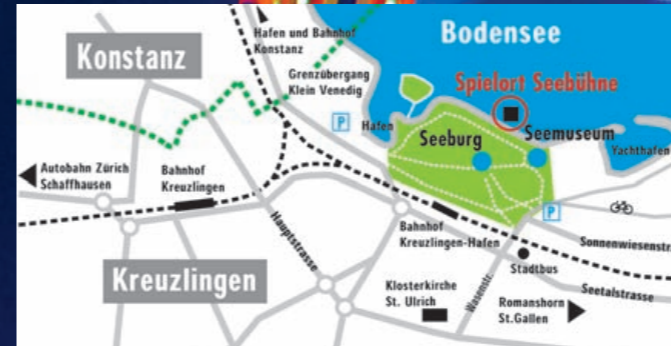 Hafen und Bahnhof
Konstanz
Bodensee
Konstanz
Grenzübergang
Klein Venedig
Spielort Seebühne
P
Hafen
Seeburg
Seemuseum
Yachthafen
Autobahn Zürich
Schaffhausen
Bahnhof
Kreuzlingen
Hauptstrasse
P
Bahnhof
Kreuzlingen-Hafen
Sonnenwiesenstr
Stadtbus
Kreuzlingen
Klosterkirche
St. Ulrich
Wasenstr.
Seetalstrasse
Romanshorn
St.Gallen